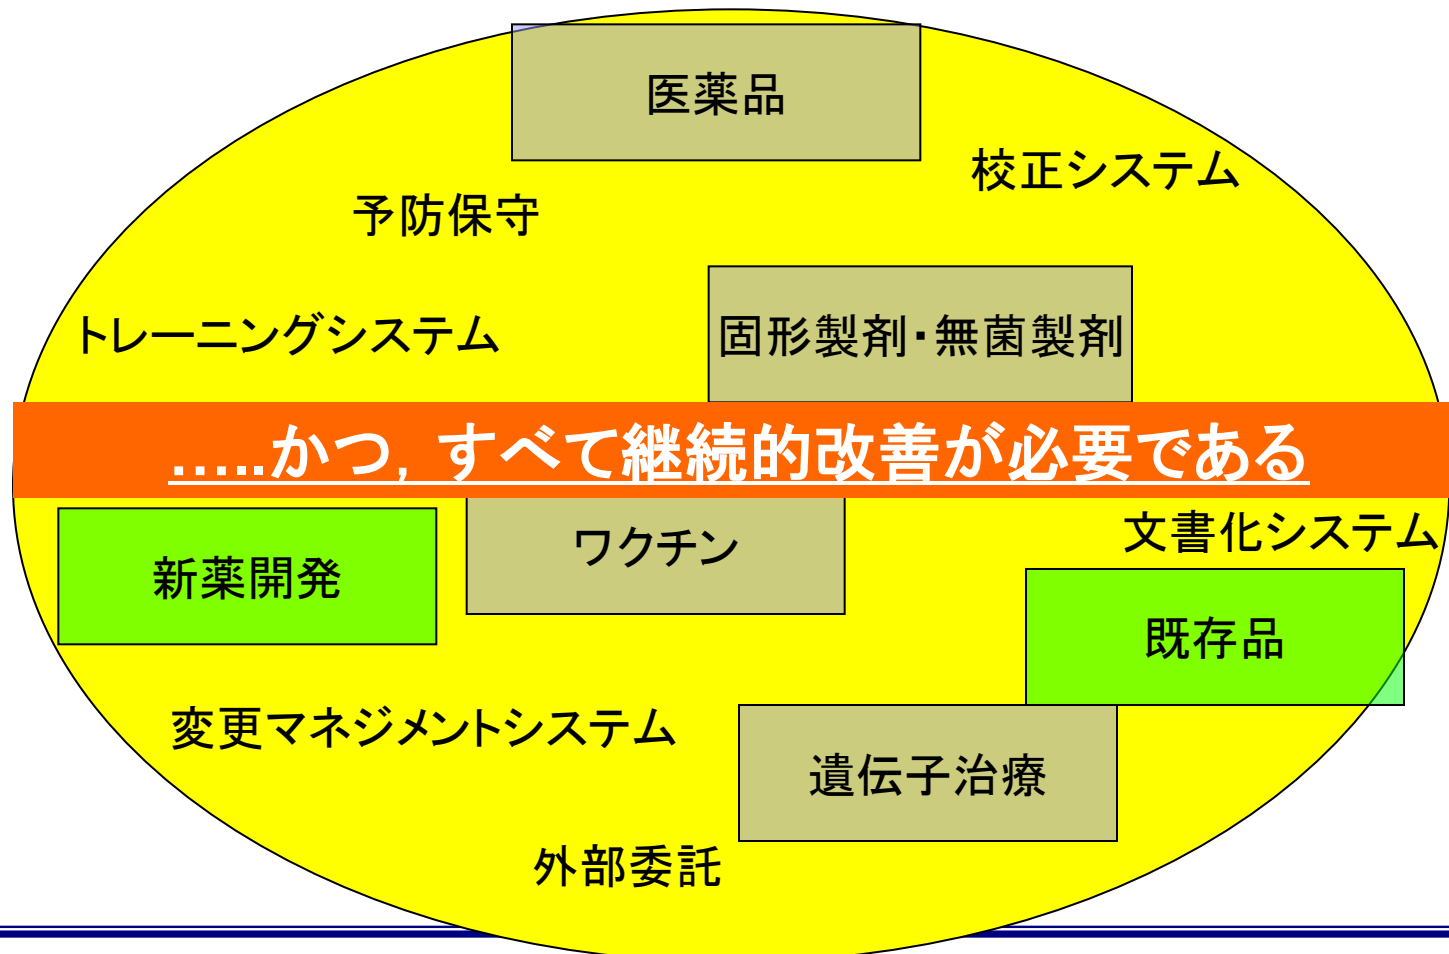 医薬品
校正システム
予防保守
トレーニングシステム
固形製剤・無菌製剤
…..かつ, すべて継続的改善が必要である
文書化システム
ワクチン
新薬開発
既存品
変更マネジメントシステム
遺伝子治療
外部委託